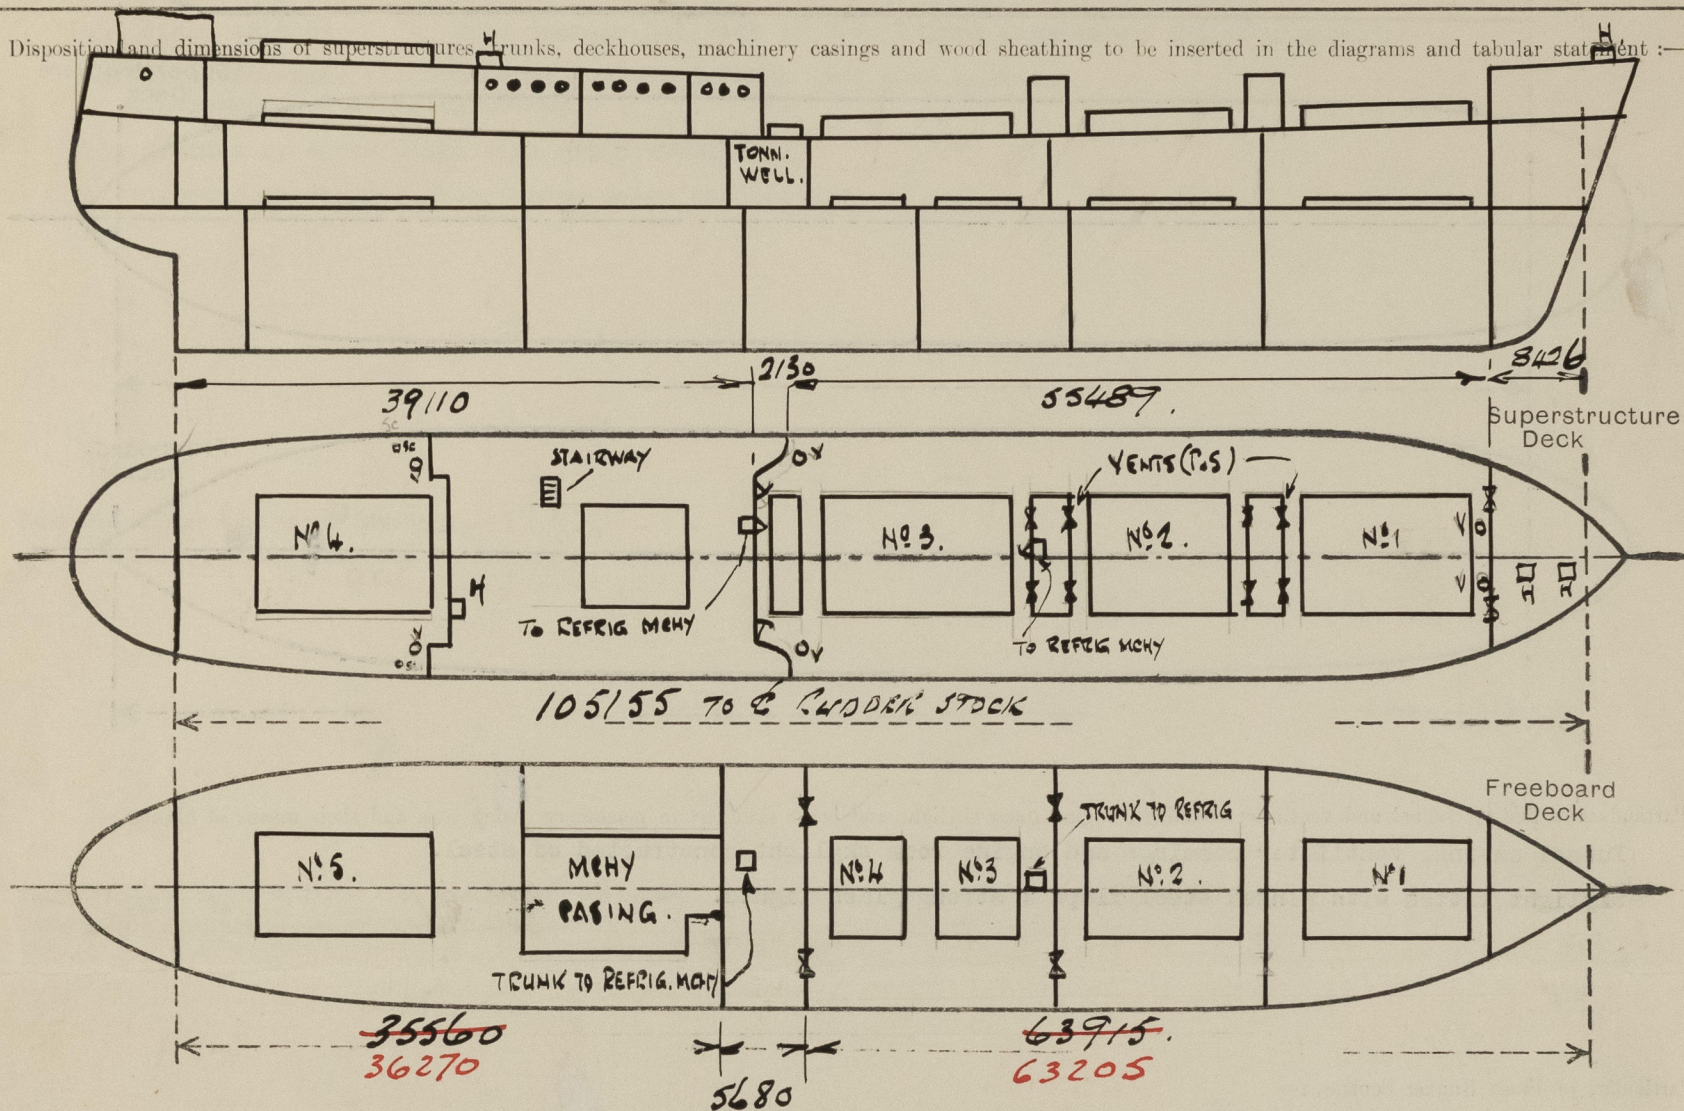 Disposition and dimensions of superstructures, trunks, deckhouses, machinery casings and wood sheathing to be inserted in the diagrams and tabular statement :—
H
H
TONN.
WELL.
39110
2130
55489.
8426
Superstructure
Deck
STAIRWAY
VENTS (P.S)
Nº 4.
Nº 3.
Nº 2.
Nº 1
H
TO REFRIG MCHY
TO REFRIG MCHY
105155 TO ℄ RUDDER STOCK
Freeboard
Deck
TRUNK TO REFRIG
Nº 5.
MCHY
CASING.
Nº 4
Nº 3
Nº 2.
Nº 1
TRUNK TO REFRIG. MCHY
35560
63915.
36270
63205
5680